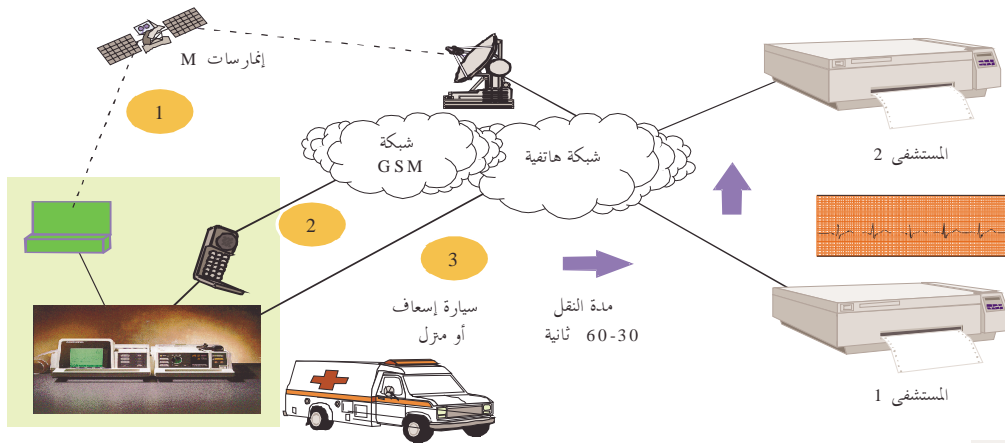 إنمارسات M
1
شبكة
GSM
شبكة هاتفية
المستشفى 2
2
3
سيارة إسعاف
أو منزل
مدة النقل
60-30 ثانية
المستشفى 1